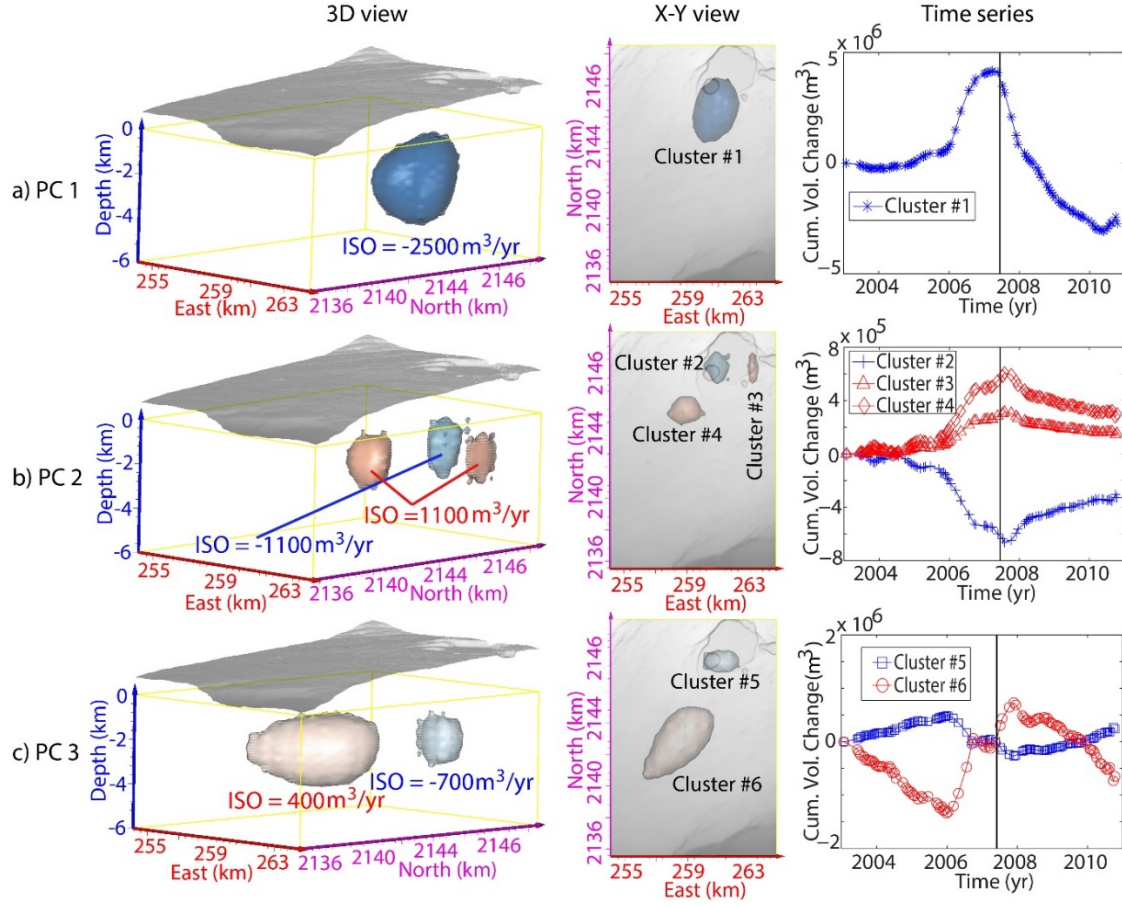 3D view
X-Y view
Time series
a) PC 1
0
-2
-4
-6
Depth (km)
255
259
263
East (km)
2136
2140
2144
2146
North (km)
ISO = -2500 m³/yr
2146
2144
2140
2136
North (km)
Cluster #1
255
259
263
East (km)
x 10⁶
5
0
−5
Cum. Vol. Change (m³)
Cluster #1
2004
2006
2008
2010
Time (yr)
b) PC 2
0
-2
-4
-6
Depth (km)
255
259
263
East (km)
2136
2140
2144
2146
North (km)
ISO =1100 m³/yr
ISO = -1100 m³/yr
2146
2144
2140
2136
North (km)
Cluster #2
Cluster #3
Cluster #4
255
259
263
East (km)
x 10⁵
8
4
0
−4
−8
Cum. Vol. Change (m³)
Cluster #2
Cluster #3
Cluster #4
2004
2006
2008
2010
Time (yr)
c) PC 3
0
-2
-4
-6
Depth (km)
255
259
263
East (km)
2136
2140
2144
2146
North (km)
ISO = 400 m³/yr
ISO = -700 m³/yr
2146
2144
2140
2136
North (km)
Cluster #5
Cluster #6
255
259
263
East (km)
x 10⁶
2
1
0
−1
−2
Cum. Vol. Change(m³)
Cluster #5
Cluster #6
2004
2006
2008
2010
Time (yr)